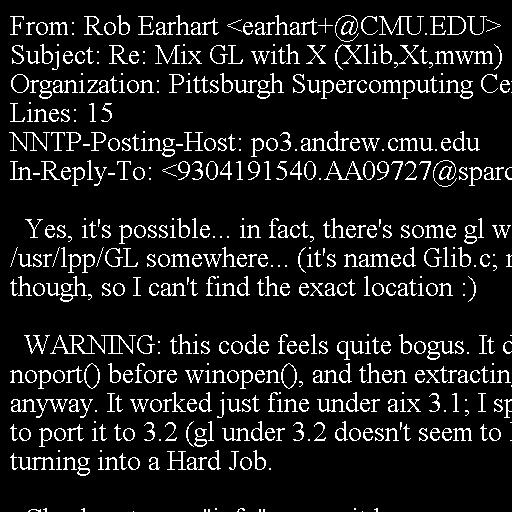 From: Rob Earhart <earhart+@CMU.EDU>
Subject: Re: Mix GL with X (Xlib,Xt,mwm)
Organization: Pittsburgh Supercomputing
Lines: 15
NNTP-Posting-Host: po3.andrew.cmu.edu
In-Reply-To: <9304191540.AA09727@sparc
Yes, it's possible... in fact, there's some gl
/usr/lpp/GL somewhere... (it's named Glib.c;
though, so I can't find the exact location :)
WARNING: this code feels quite bogus. It
noport() before winopen(), and then
anyway. It worked just fine under aix 3.1; I
to port it to 3.2 (gl under 3.2 doesn't seem to
turning into a Hard Job.